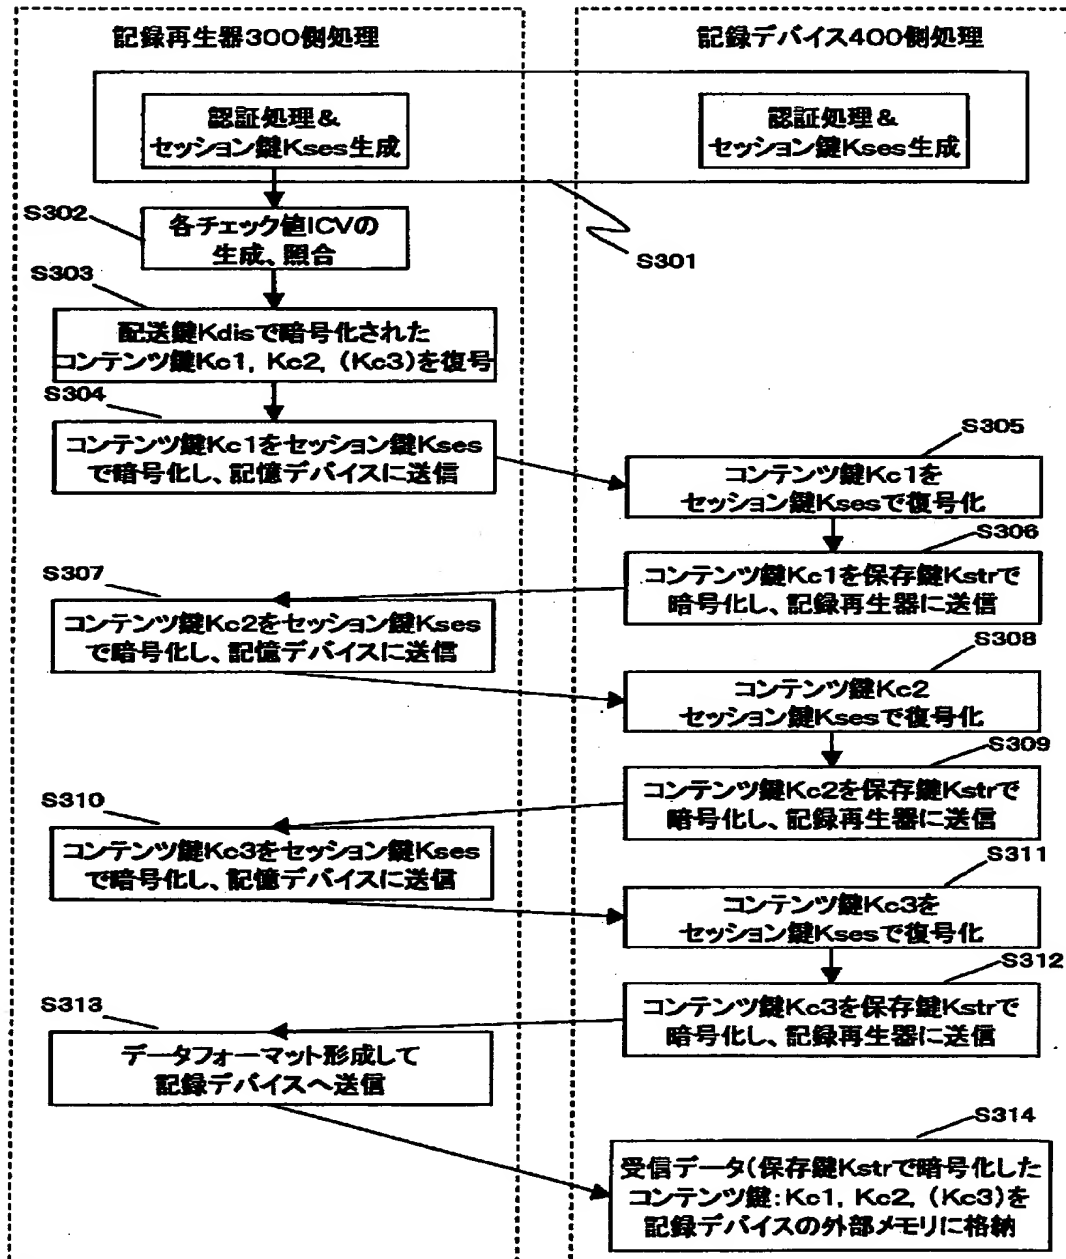 記録再生器300側処理
記録デバイス400側処理
認証処理&
セッション鍵Kses生成
認証処理&
セッション鍵Kses生成
S301
S302
各チェック値ICVの
生成、照合
S303
配送鍵Kdisで暗号化された
コンテンツ鍵Kc1, Kc2, (Kc3)を復号
S304
コンテンツ鍵Kc1をセッション鍵Kses
で暗号化し、記憶デバイスに送信
S305
コンテンツ鍵Kc1を
セッション鍵Ksesで復号化
S306
コンテンツ鍵Kc1を保存鍵Kstrで
暗号化し、記録再生器に送信
S307
コンテンツ鍵Kc2をセッション鍵Kses
で暗号化し、記憶デバイスに送信
S308
コンテンツ鍵Kc2
セッション鍵Ksesで復号化
S309
コンテンツ鍵Kc2を保存鍵Kstrで
暗号化し、記録再生器に送信
S310
コンテンツ鍵Kc3をセッション鍵Kses
で暗号化し、記憶デバイスに送信
S311
コンテンツ鍵Kc3を
セッション鍵Ksesで復号化
S312
コンテンツ鍵Kc3を保存鍵Kstrで
暗号化し、記録再生器に送信
S313
データフォーマット形成して
記録デバイスへ送信
S314
受信データ(保存鍵Kstrで暗号化した
コンテンツ鍵:Kc1, Kc2, (Kc3)を
記録デバイスの外部メモリに格納